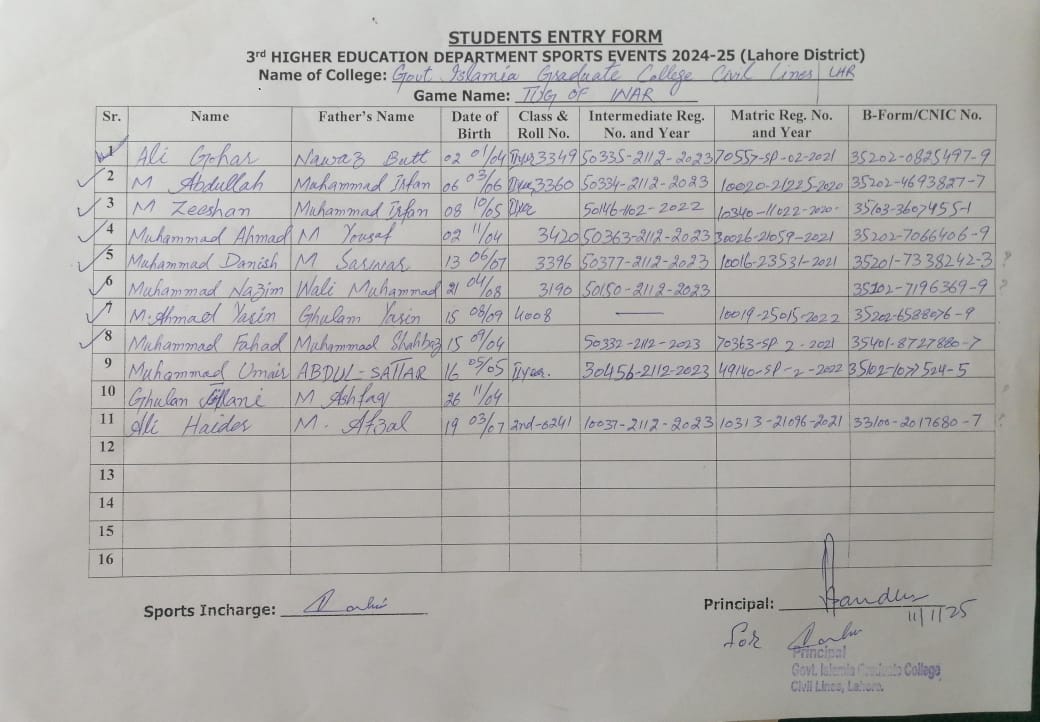 STUDENTS ENTRY FORM
3rd HIGHER EDUCATION DEPARTMENT SPORTS EVENTS 2024-25 (Lahore District)
Name of College: Govt. Islamia Graduate College Civil Lines LHR
Game Name: TUG OF WAR
Sr. Name Father's Name Date of Birth Class & Roll No. Intermediate Reg. No. and Year Matric Reg. No. and Year B-Form/CNIC No.
1 Ali Gohar Nawaz Butt 02 01/04 IIyear 3349 50335-2112-2023 70557-SP-02-2021 35202-0825497-9
2 M Abdullah Muhammad Irfan 06 03/06 IIyear 3360 50334-2112-2023 10020-21225-2020 35202-4693827-7
3 M Zeeshan Muhammad Irfan 08 10/05 IIyear 50146-1102-2022 10340-11022-2020- 35103-3607455-1
4 Muhammad Ahmad M Yousaf 02 11/04 3420 50363-2112-2023 30026-21059-2021 35202-7066406-9
5 Muhammad Danish M Sarwar 13 06/07 3396 50377-2112-2023 10016-23531-2021 35201-7338242-3 ?
6 Muhammad Nazim Wali Muhammad 21 04/08 3190 50150-2112-2023 35202-7196369-9 ?
7 M. Ahmad Yasin Ghulam Yasin 15 08/09 4008 — 10019-25015-2022 35202-6588076-9
8 Muhammad Fahad Muhammad Shahbaz 15 09/04 50332-2112-2023 70363-SP-2-2021 35401-8727880-7
9 Muhammad Umair ABDUL-SATTAR 16 05/05 IIyear. 30456-2112-2023 49140-SP-2-2022 35102-1071524-5
10 Ghulam M Ashfaq 26 11/04
11 Ali Haider M. Afzal 19 03/07 2nd-6241 10037-2112-2023 10313-21096-2021 33100-2017680-7 ?
12
13
14
15
16
Sports Incharge:
Principal:
11/1/25
for
Principal
Govt. Islamia Graduate College
Civil Lines, Lahore.